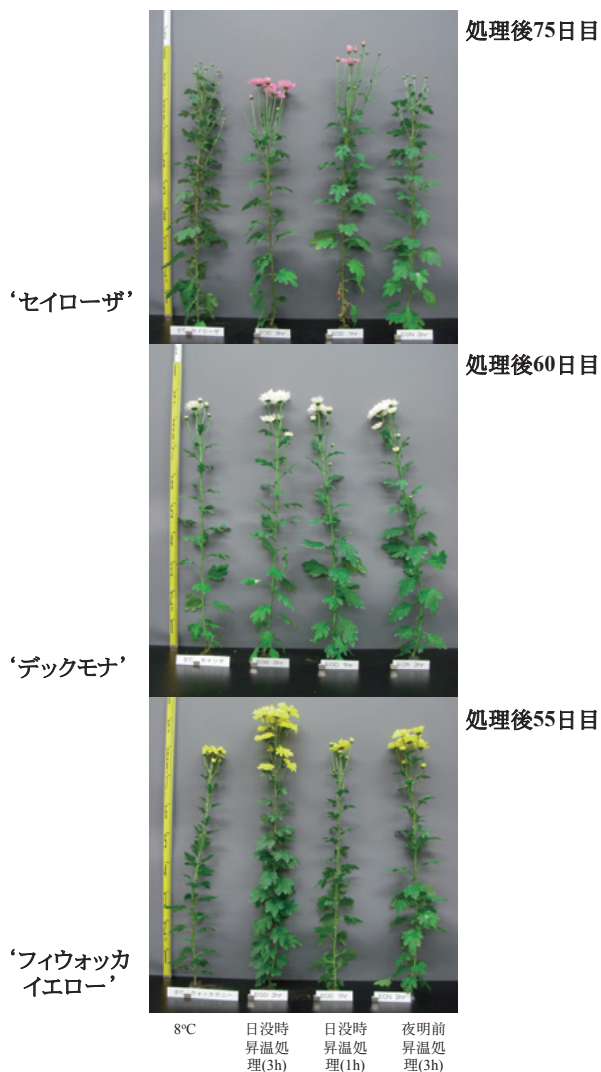 処理後75日目
‘セイローザ’
処理後60日目
‘デックモナ’
処理後55日目
‘フィウォッカ
イエロー’
8℃
日没時
昇温処
理(3h)
日没時
昇温処
理(1h)
夜明前
昇温処
理(3h)